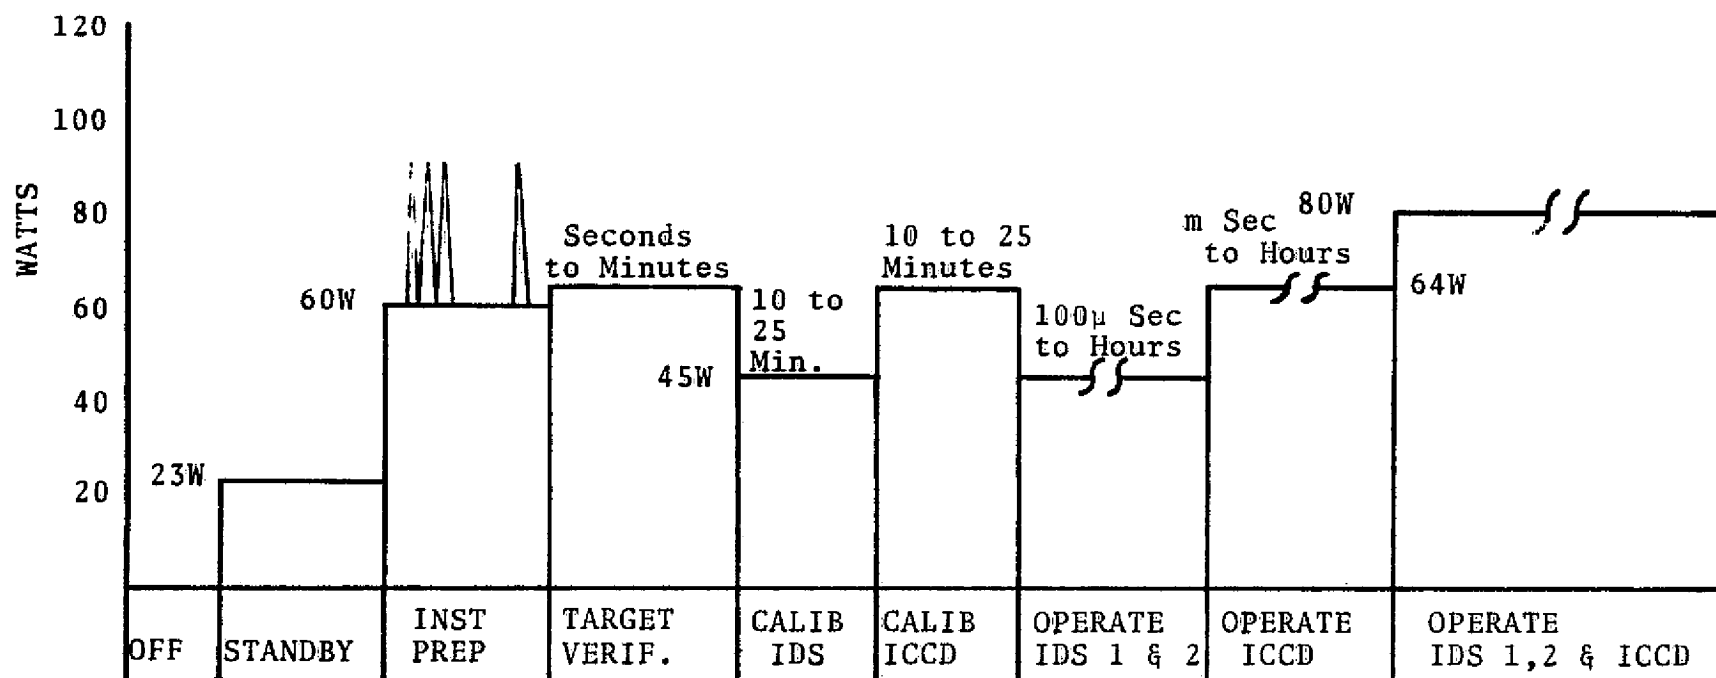 120
100
80
60
40
20
WATTS
23W
60W
Seconds
to Minutes
45W
10 to
25
Min.
10 to 25
Minutes
100μ Sec
to Hours
m Sec
to Hours
80W
64W
OFF
STANDBY
INST
PREP
TARGET
VERIF.
CALIB
IDS
CALIB
ICCD
OPERATE
IDS 1 & 2
OPERATE
ICCD
OPERATE
IDS 1,2 & ICCD